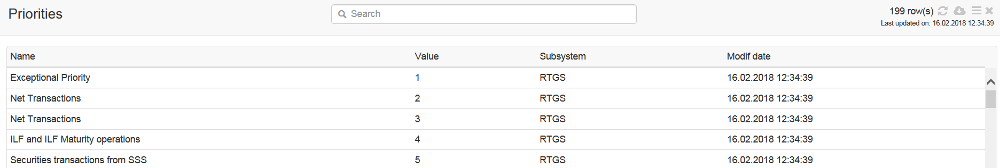 Priorities
Search
199 row(s)
Last updated on: 16.02.2018 12:34:39
Name Value Subsystem Modif date
Exceptional Priority 1 RTGS 16.02.2018 12:34:39
Net Transactions 2 RTGS 16.02.2018 12:34:39
Net Transactions 3 RTGS 16.02.2018 12:34:39
ILF and ILF Maturity operations 4 RTGS 16.02.2018 12:34:39
Securities transactions from SSS 5 RTGS 16.02.2018 12:34:39